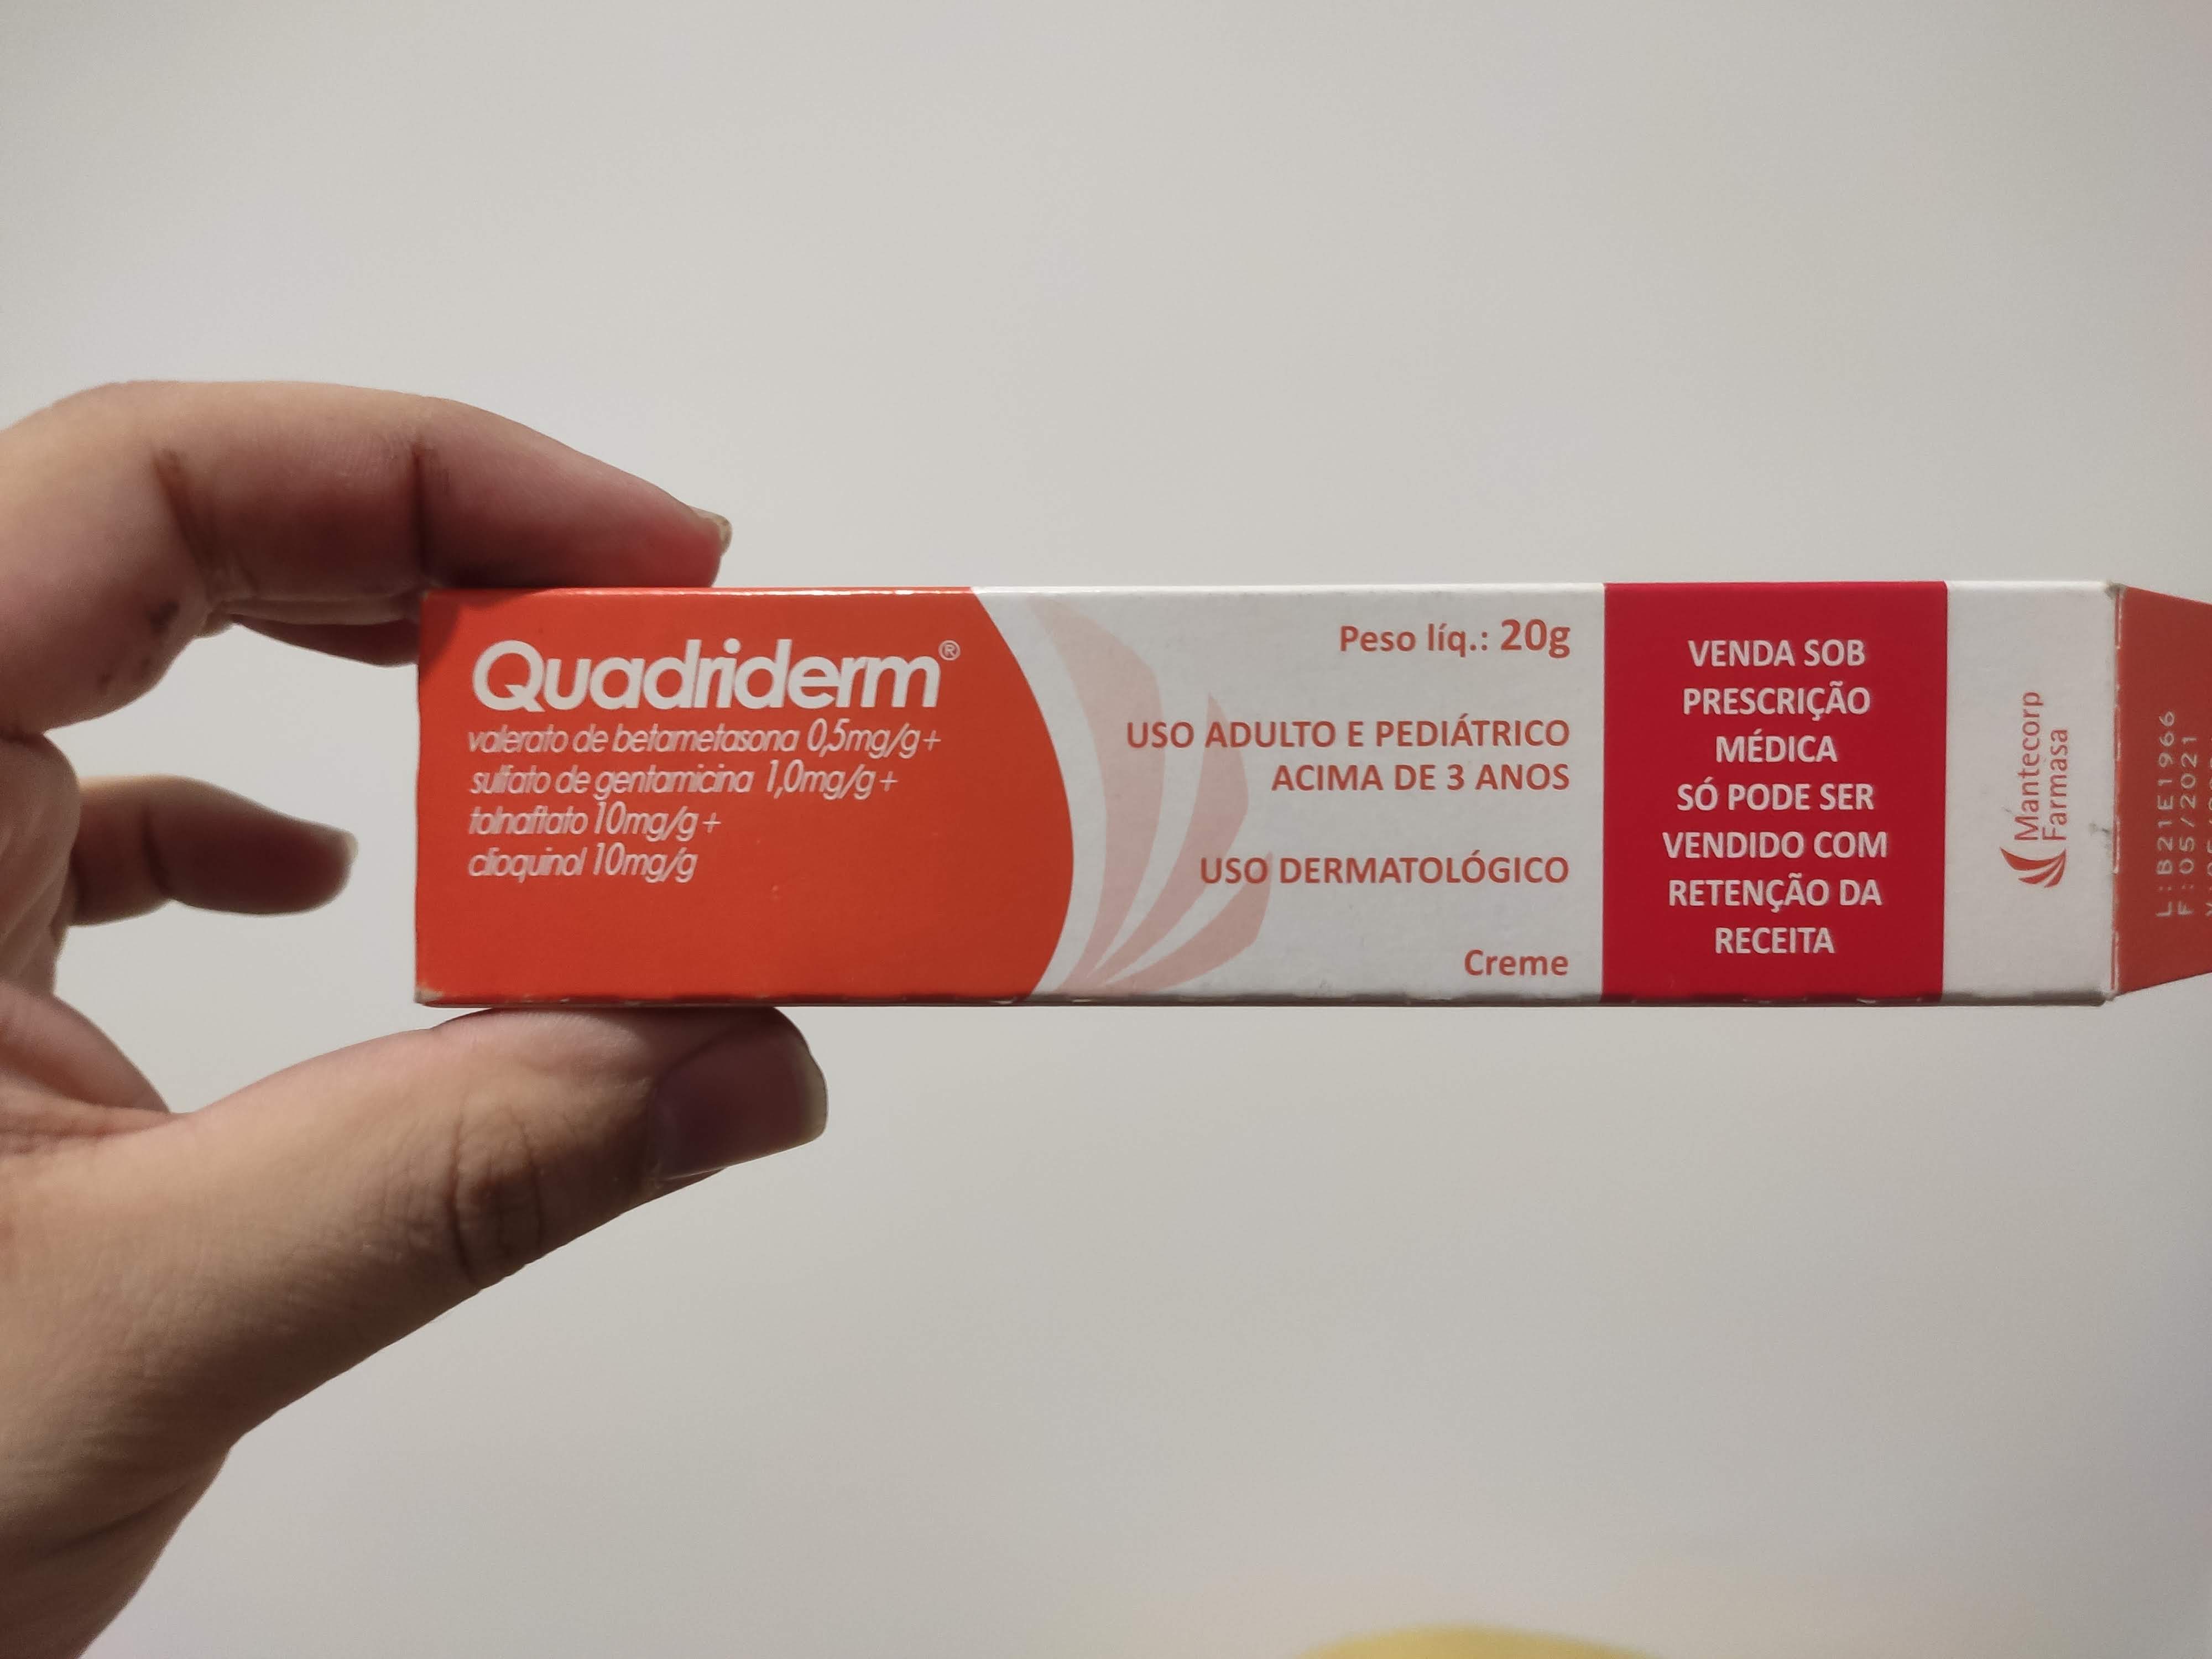 Quadriderm®
valerato de betametasona 0,5mg/g+
sulfato de gentamicina 1,0mg/g+
tolnaftato 10mg/g+
clioquinol 10mg/g
Peso líq.: 20g
USO ADULTO E PEDIÁTRICO
ACIMA DE 3 ANOS
USO DERMATOLÓGICO
Creme
VENDA SOB
PRESCRIÇÃO
MÉDICA
SÓ PODE SER
VENDIDO COM
RETENÇÃO DA
RECEITA
Mantecorp
Farmasa
L:B21E1966
F:05/2021